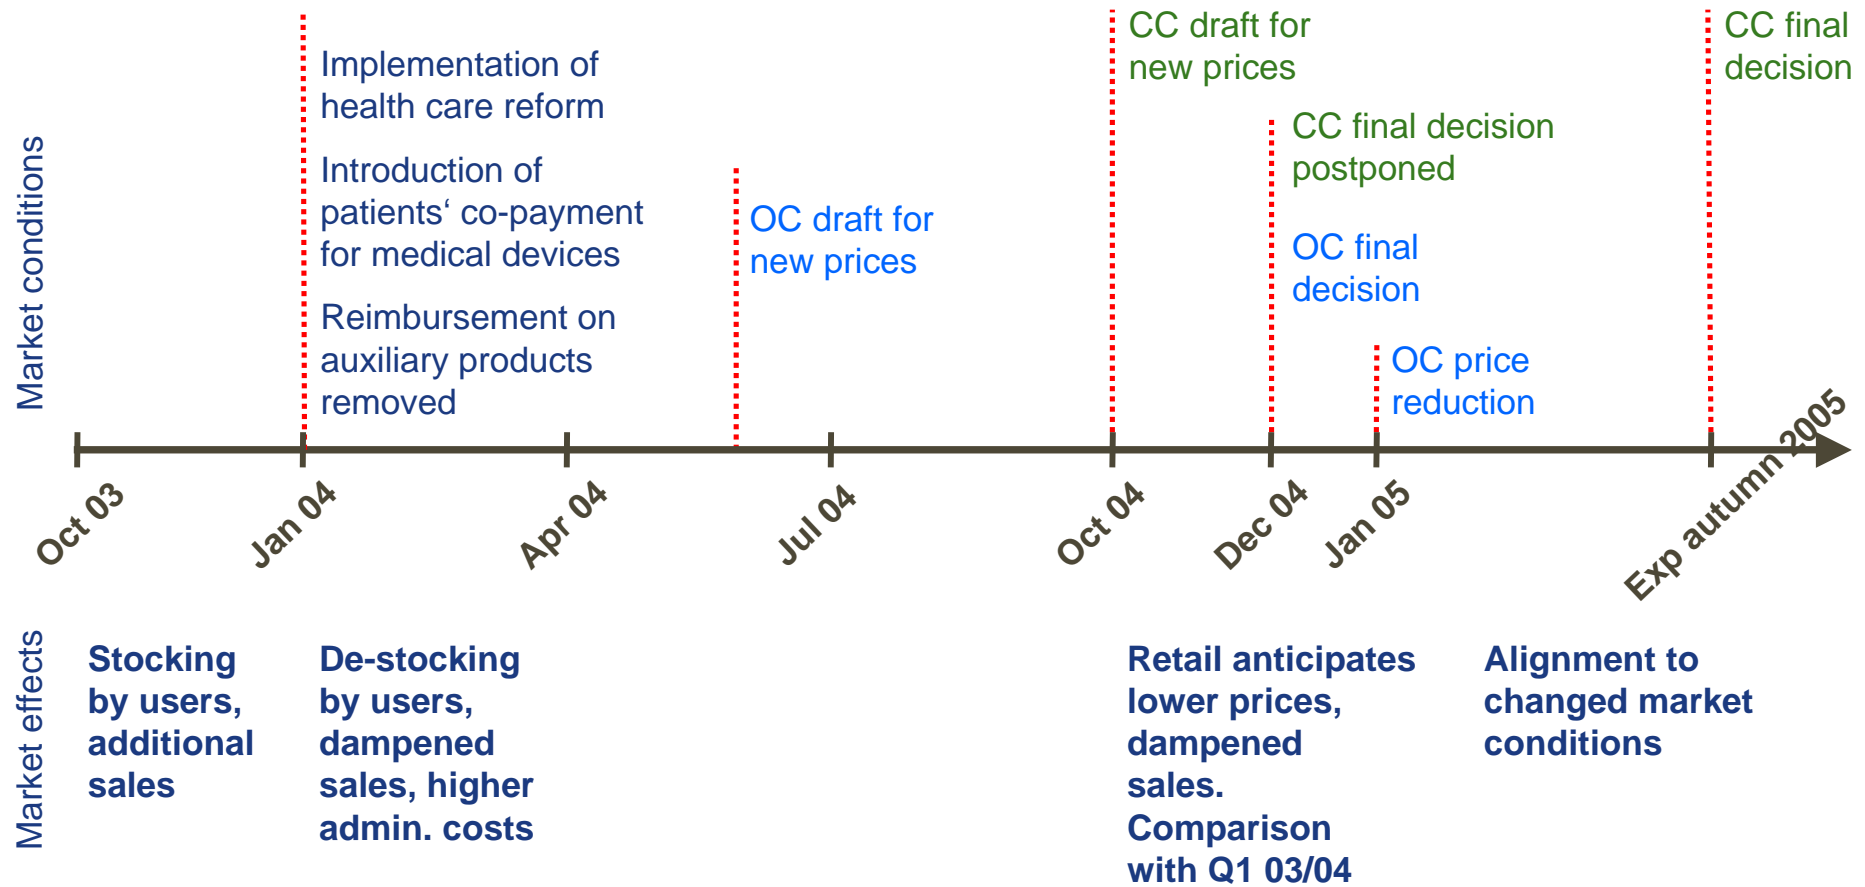 Market conditions
Implementation of
health care reform
Introduction of
patients‘ co-payment
for medical devices
Reimbursement on
auxiliary products
removed
OC draft for
new prices
CC draft for
new prices
CC final decision
postponed
OC final
decision
OC price
reduction
CC final
decision
Oct 03
Jan 04
Apr 04
Jul 04
Oct 04
Dec 04
Jan 05
Exp autumn 2005
Market effects
Stocking
by users,
additional
sales
De-stocking
by users,
dampened
sales, higher
admin. costs
Retail anticipates
lower prices,
dampened
sales.
Comparison
with Q1 03/04
Alignment to
changed market
conditions